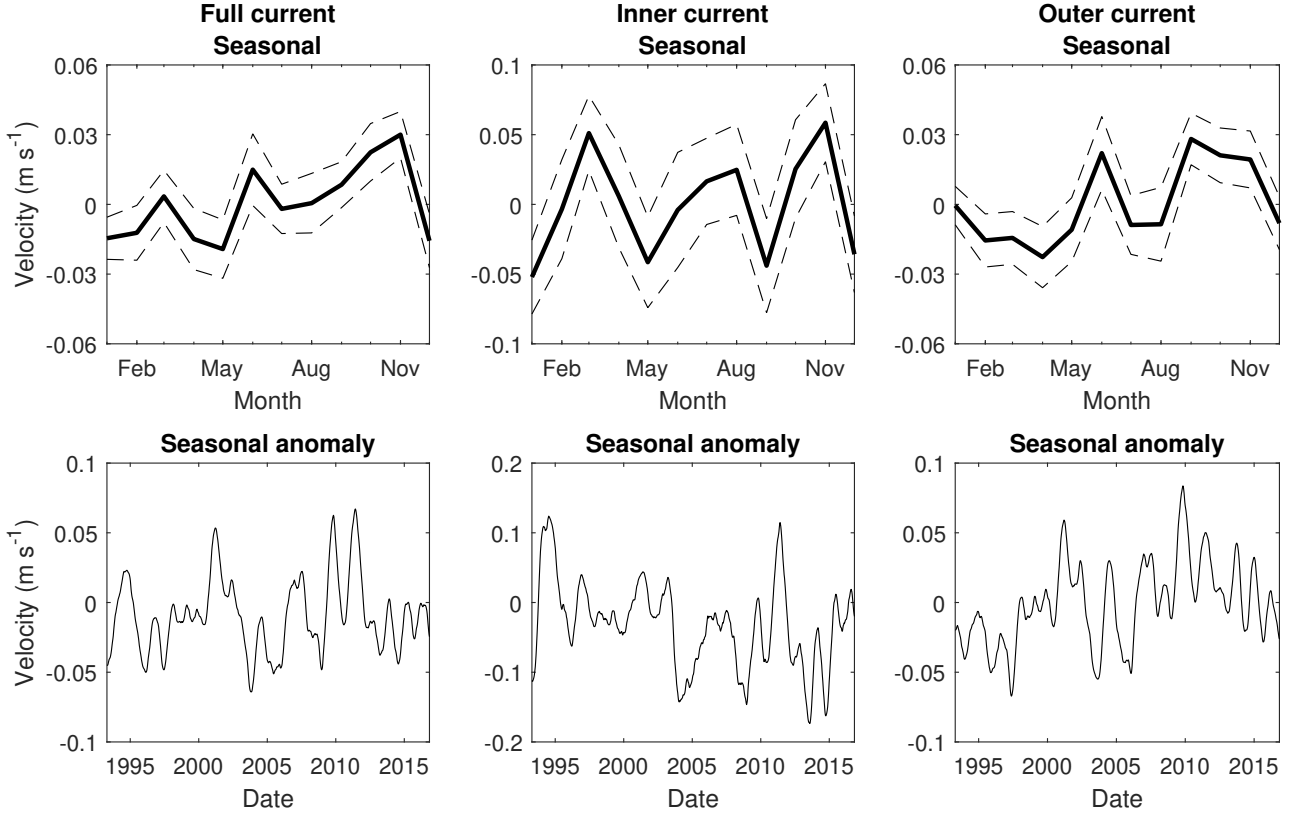 Full current
Seasonal
Inner current
Seasonal
Outer current
Seasonal
Velocity (m s⁻¹)
0.06
0.03
0
-0.03
-0.06
Feb May Aug Nov
Month
0.1
0.05
0
-0.05
-0.1
Feb May Aug Nov
Month
0.06
0.03
0
-0.03
-0.06
Feb May Aug Nov
Month
Seasonal anomaly
Seasonal anomaly
Seasonal anomaly
Velocity (m s⁻¹)
0.1
0.05
0
-0.05
-0.1
1995 2000 2005 2010 2015
Date
0.2
0.1
0
-0.1
-0.2
1995 2000 2005 2010 2015
Date
0.1
0.05
0
-0.05
-0.1
1995 2000 2005 2010 2015
Date